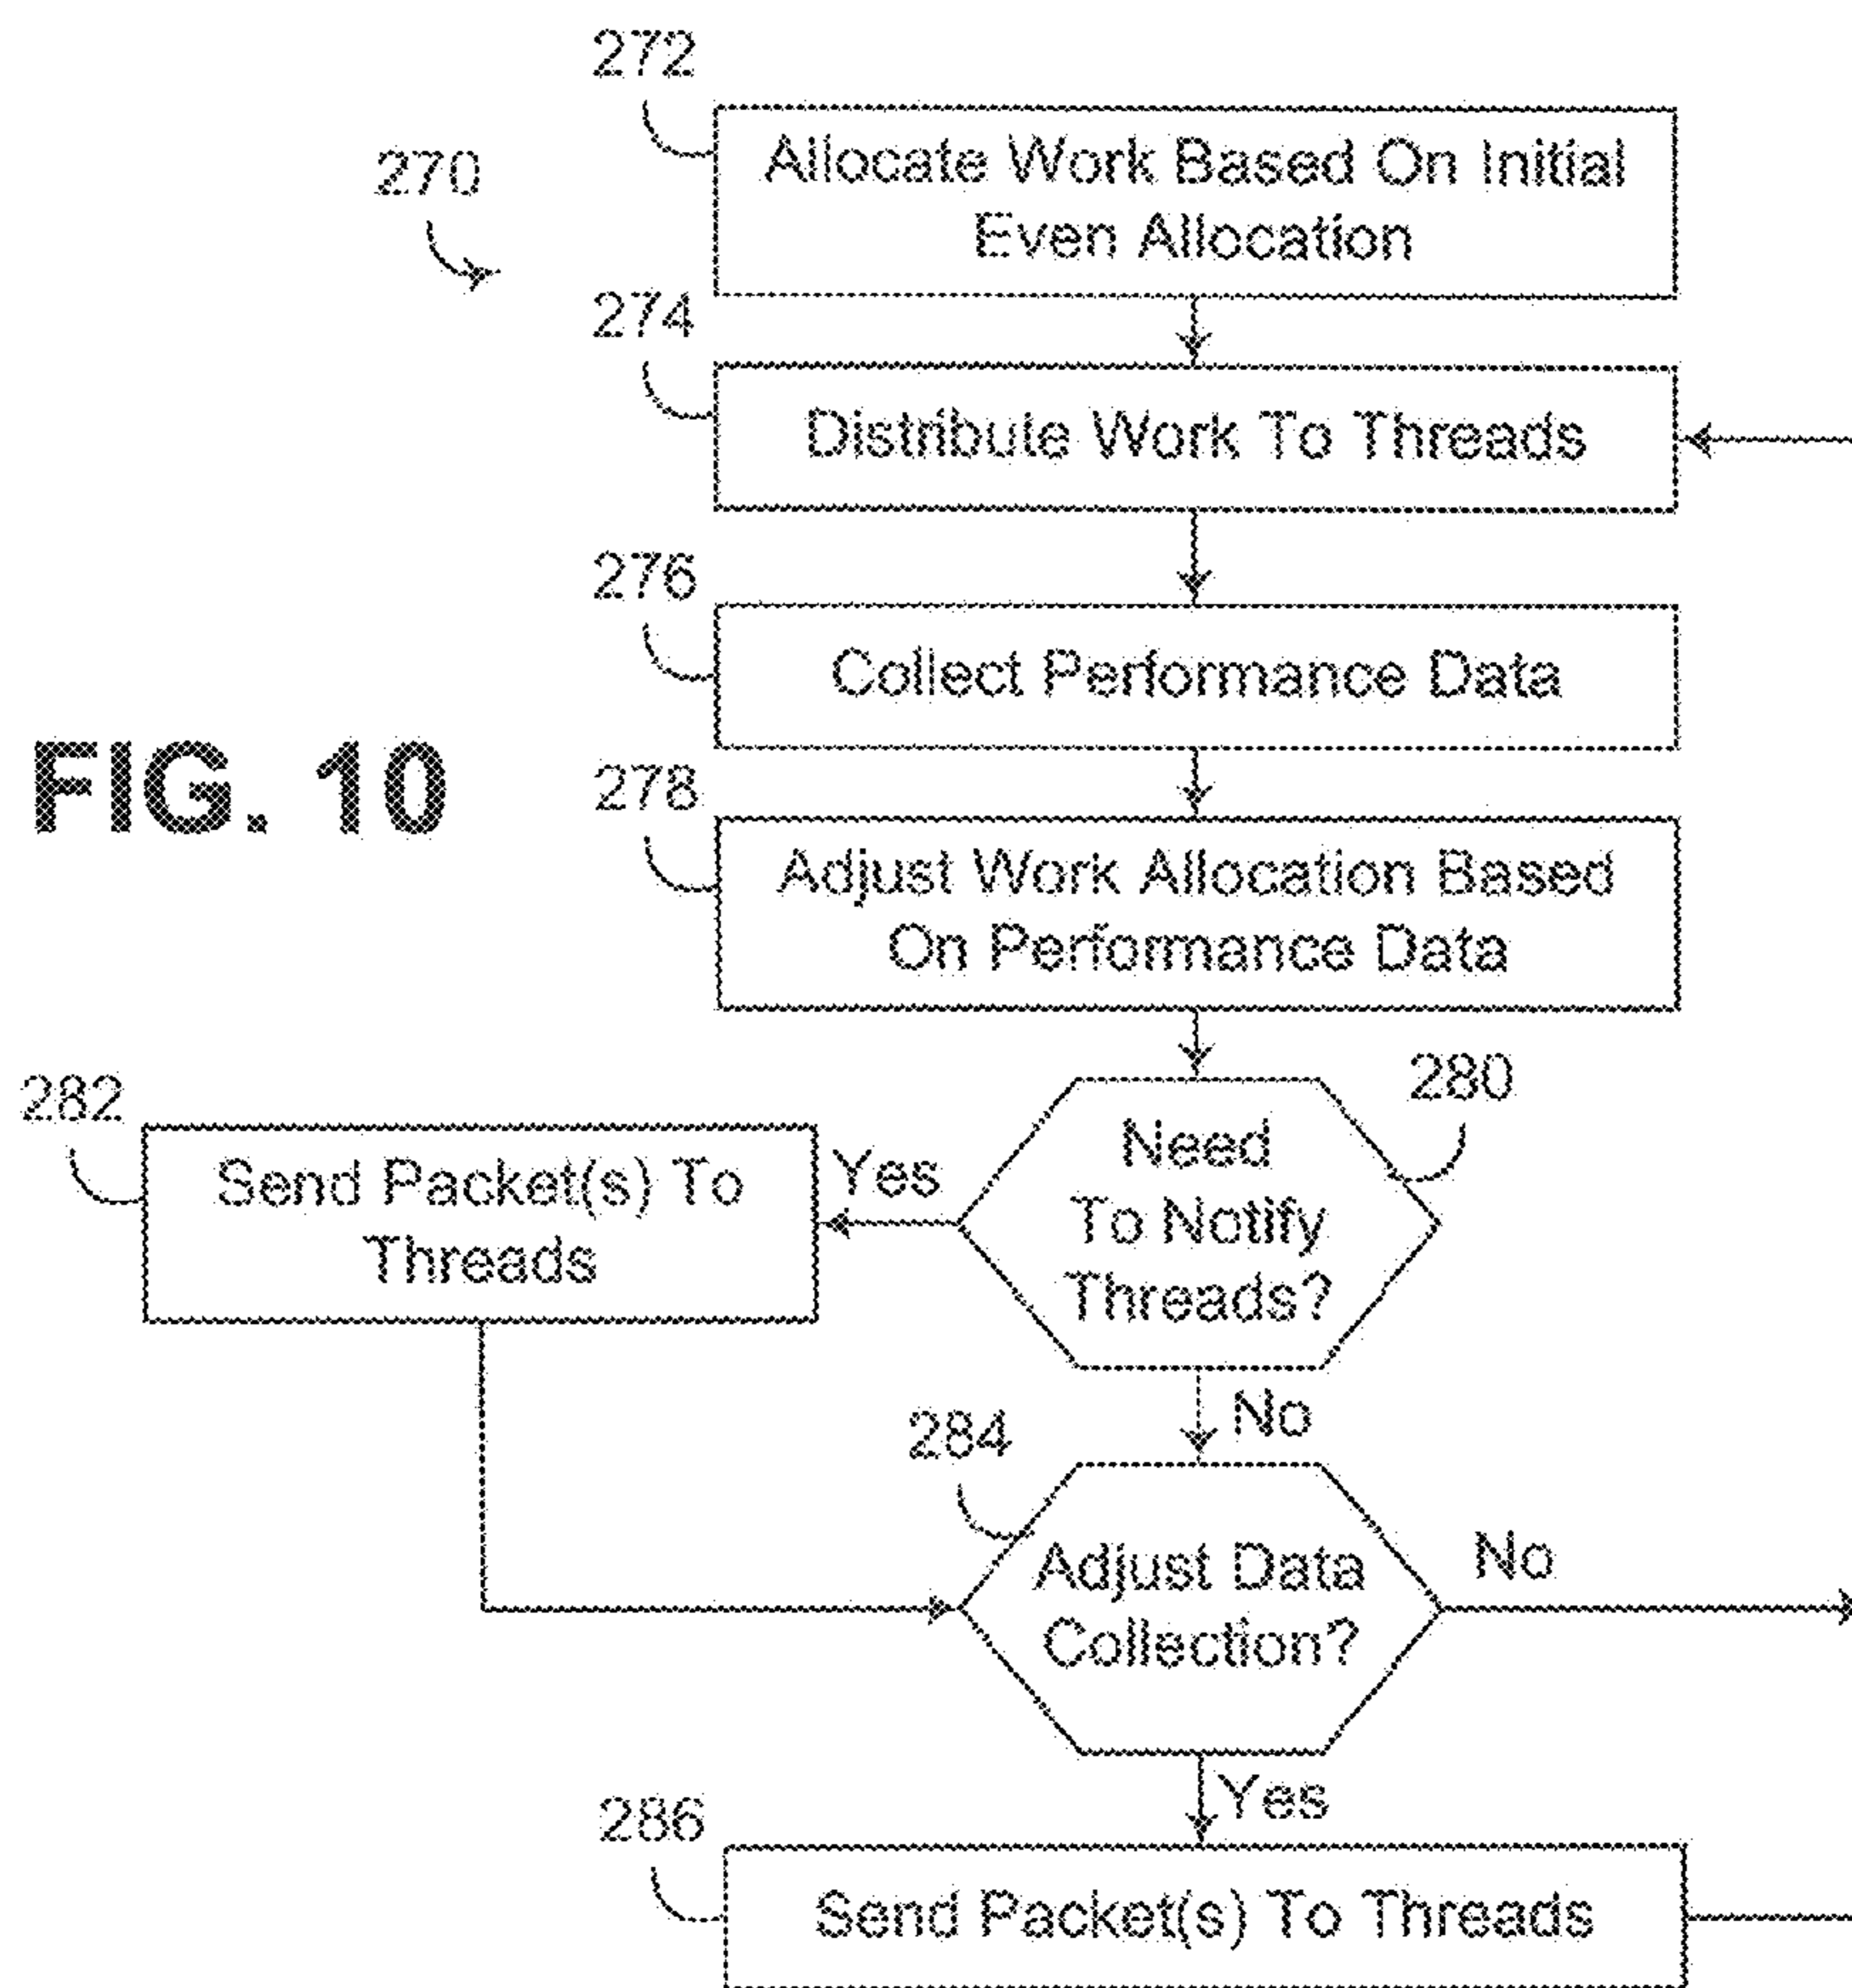 272
Allocate Work Based On Initial
Even Allocation
270
274
Distribute Work To Threads
276
Collect Performance Data
FIG. 10
278
Adjust Work Allocation Based
On Performance Data
280
Need
To Notify
Threads?
282
Send Packet(s) To
Threads
Yes
No
284
Adjust Data
Collection?
No
Yes
286
Send Packet(s) To Threads